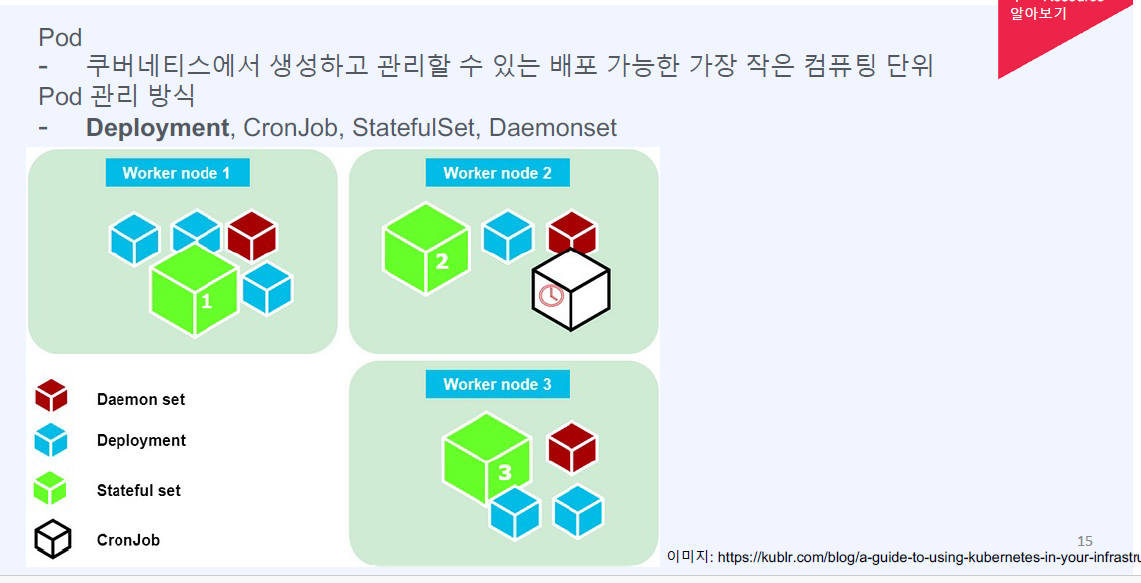 알아보기
Pod
- 쿠버네티스에서 생성하고 관리할 수 있는 배포 가능한 가장 작은 컴퓨팅 단위
Pod 관리 방식
- Deployment, CronJob, StatefulSet, Daemonset
Worker node 1
1
Worker node 2
2
Worker node 3
3
Daemon set
Deployment
Stateful set
CronJob
15
이미지: https://kublr.com/blog/a-guide-to-using-kubernetes-in-your-infrastru